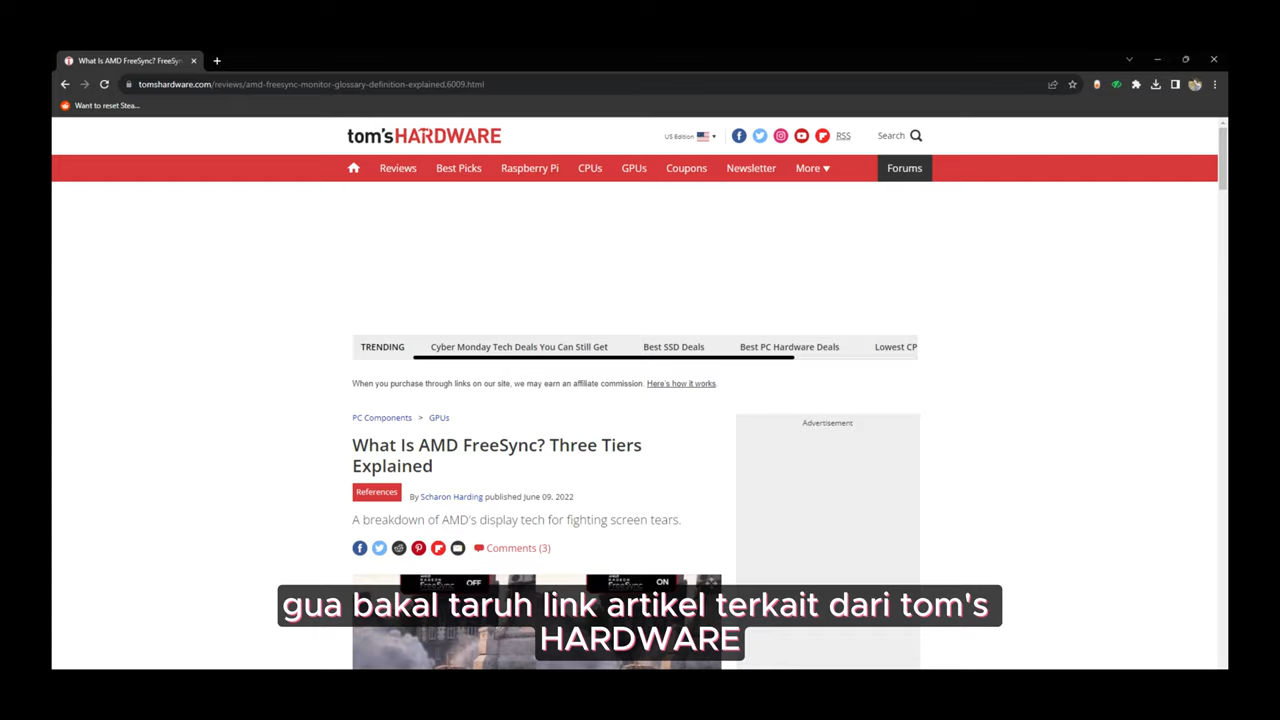 What Is AMD FreeSync? FreeSyn
tomshardware.com/reviews/amd-freesync-monitor-glossary-definition-explained,6009.html
Want to reset Stea...
tom'sHARDWARE
US Edition
RSS
Search
Reviews Best Picks Raspberry Pi CPUs GPUs Coupons Newsletter More Forums
TRENDING Cyber Monday Tech Deals You Can Still Get Best SSD Deals Best PC Hardware Deals Lowest CP
When you purchase through links on our site, we may earn an affiliate commission. Here's how it works.
PC Components > GPUs
Advertisement
What Is AMD FreeSync? Three Tiers
Explained
References By Scharon Harding published June 09, 2022
A breakdown of AMD's display tech for fighting screen tears.
Comments (3)
FreeSync OFF FreeSync ON
gua bakal taruh link artikel terkait dari tom's
HARDWARE